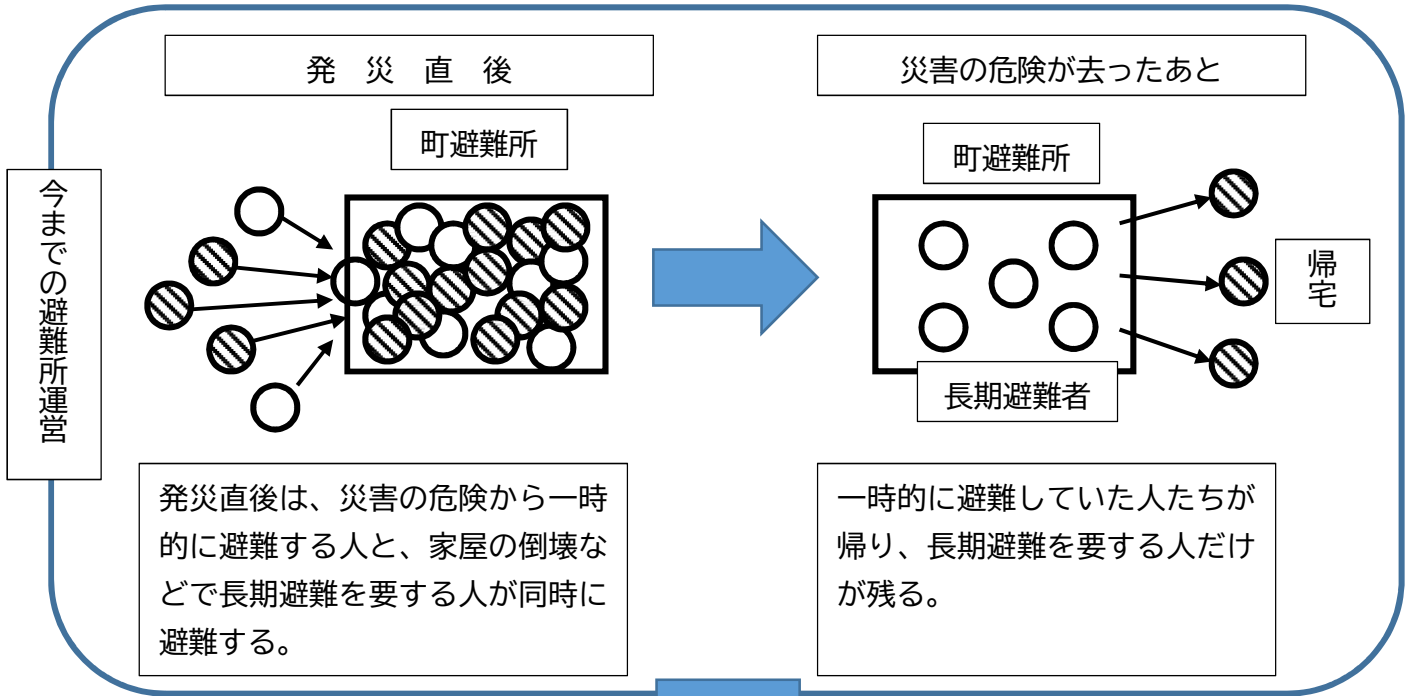 今までの避難所運営
発　災　直　後
町避難所
発災直後は、災害の危険から一時
的に避難する人と、家屋の倒壊な
どで長期避難を要する人が同時に
避難する。
災害の危険が去ったあと
町避難所
帰宅
長期避難者
一時的に避難していた人たちが
帰り、長期避難を要する人だけ
が残る。